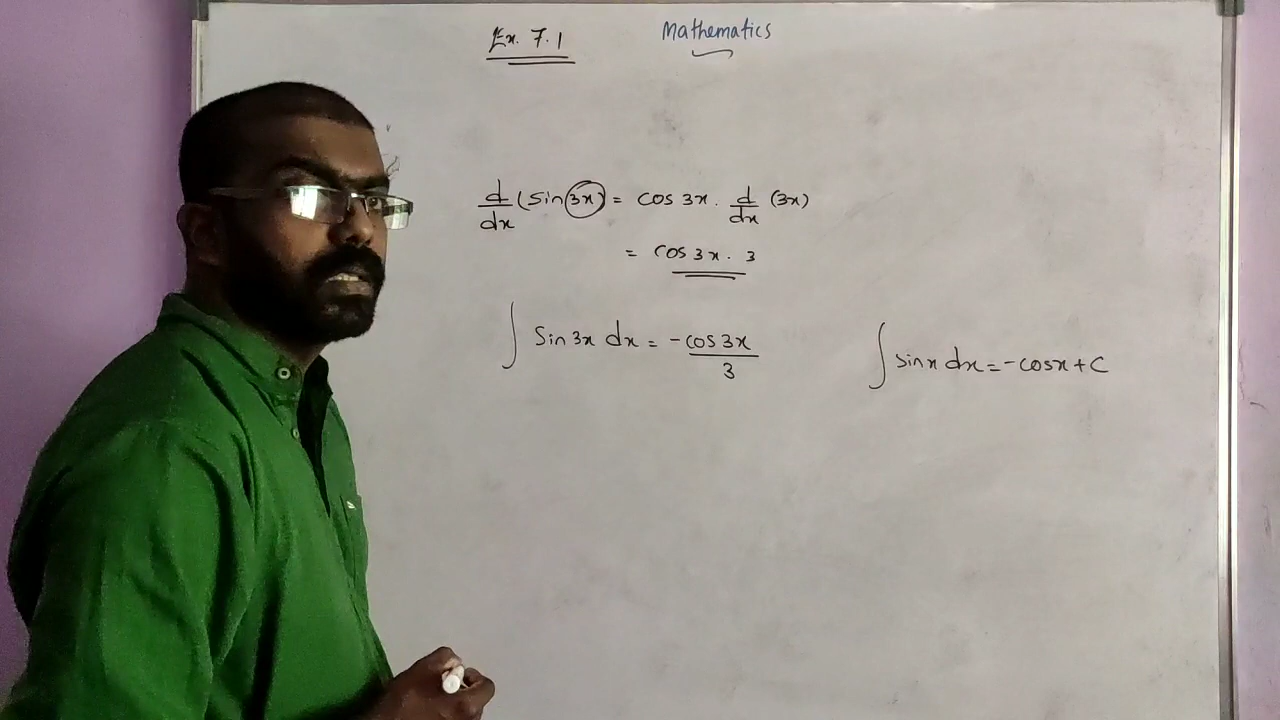 Ex. 7.1
Mathematics
d/dx (sin 3x) = cos 3x . d/dx (3x)
= cos 3x . 3
∫ sin 3x dx = -cos 3x / 3
∫ sin x dx = -cos x + c